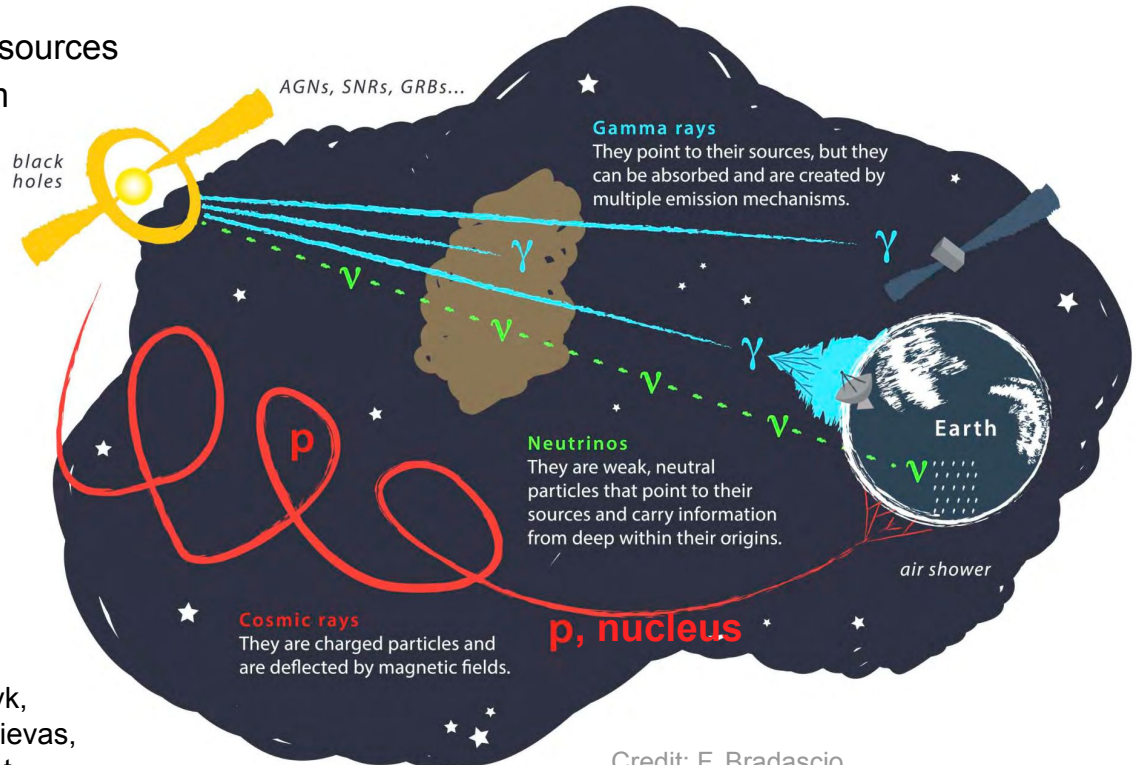 sources
AGNs, SNRs, GRBs...
black
holes
Gamma rays
They point to their sources, but they
can be absorbed and are created by
multiple emission mechanisms.
γ
γ
ν
ν
γ
ν
ν
Earth
ν
p
Neutrinos
They are weak, neutral
particles that point to their
sources and carry information
from deep within their origins.
air shower
Cosmic rays
They are charged particles and
are deflected by magnetic fields.
p, nucleus
yk,
ievas,
Credit: F. Bradascio